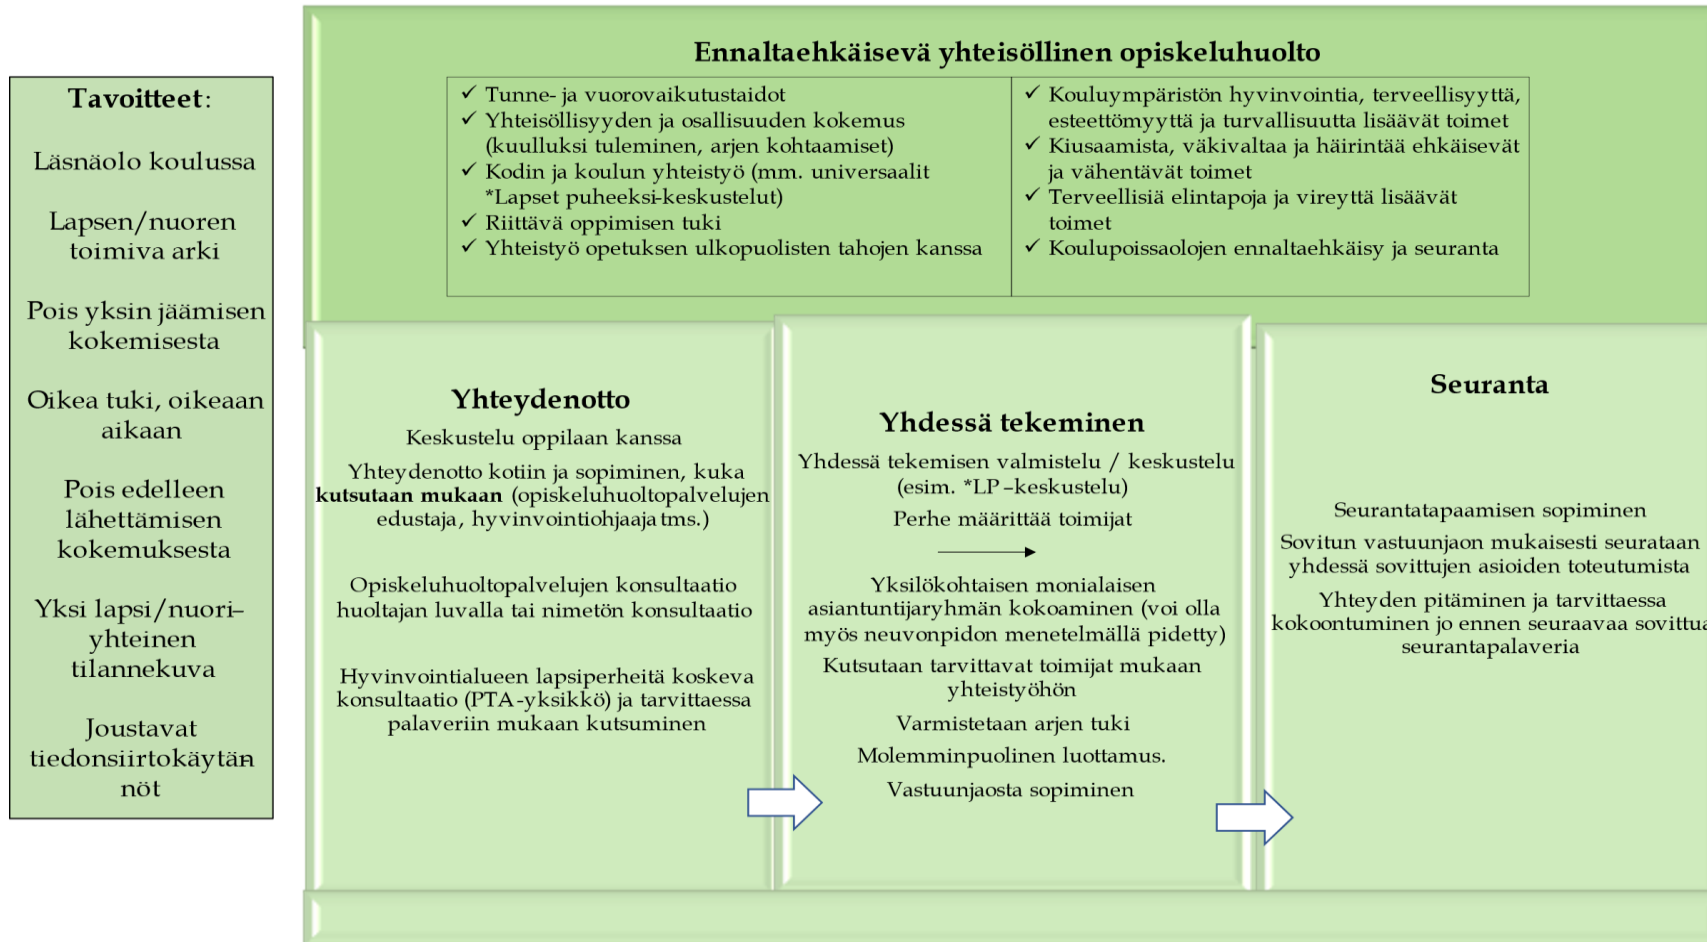 Tavoitteet:
Läsnäolo koulussa
Lapsen/nuoren
toimiva arki
Pois yksin jäämisen
kokemisesta
Oikea tuki, oikeaan
aikaan
Pois edelleen
lähettämisen
kokemuksesta
Yksi lapsi/nuori–
yhteinen
tilannekuva
Joustavat
tiedonsiirtokäytän-
nöt
Ennaltaehkäisevä yhteisöllinen opiskeluhuolto
✓ Tunne- ja vuorovaikutustaidot
✓ Yhteisöllisyyden ja osallisuuden kokemus
(kuulluksi tuleminen, arjen kohtaamiset)
✓ Kodin ja koulun yhteistyö (mm. universaalit
*Lapset puheeksi-keskustelut)
✓ Riittävä oppimisen tuki
✓ Yhteistyö opetuksen ulkopuolisten tahojen kanssa
✓ Kouluympäristön hyvinvointia, terveellisyyttä,
esteettömyyttä ja turvallisuutta lisäävät toimet
✓ Kiusaamista, väkivaltaa ja häirintää ehkäisevät
ja vähentävät toimet
✓ Terveellisiä elintapoja ja vireyttä lisäävät
toimet
✓ Koulupoissaolojen ennaltaehkäisy ja seuranta
Yhteydenotto
Keskustelu oppilaan kanssa
Yhteydenotto kotiin ja sopiminen, kuka
kutsutaan mukaan (opiskeluhuoltopalvelujen
edustaja, hyvinvointiohjaaja tms.)
Opiskeluhuoltopalvelujen konsultaatio
huoltajan luvalla tai nimetön konsultaatio
Hyvinvointialueen lapsiperheitä koskeva
konsultaatio (PTA-yksikkö) ja tarvittaessa
palaveriin mukaan kutsuminen
Yhdessä tekeminen
Yhdessä tekemisen valmistelu / keskustelu
(esim. *LP-keskustelu)
Perhe määrittää toimijat
Yksilökohtaisen monialaisen
asiantuntijaryhmän kokoaminen (voi olla
myös neuvonpidon menetelmällä pidetty)
Kutsutaan tarvittavat toimijat mukaan
yhteistyöhön
Varmistetaan arjen tuki
Molemminpuolinen luottamus.
Vastuunjaosta sopiminen
Seuranta
Seurantatapaamisen sopiminen
Sovitun vastuunjaon mukaisesti seurataan
yhdessä sovittujen asioiden toteutumista
Yhteyden pitäminen ja tarvittaessa
kokoontuminen jo ennen seuraavaa sovittua
seurantapalaveria